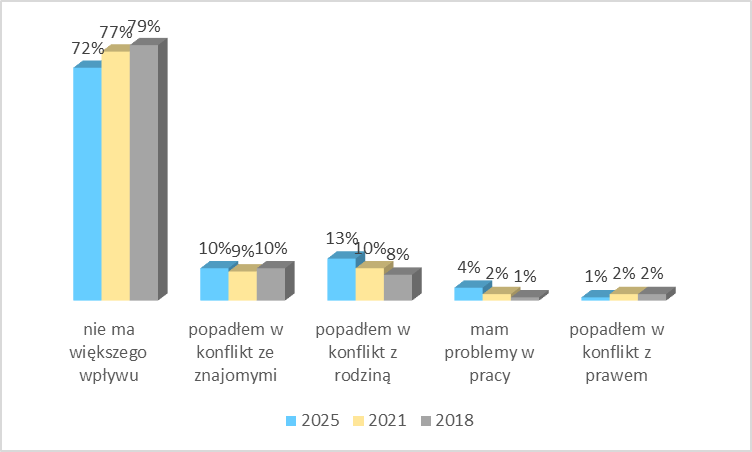 72% 77% 79%
10% 9% 10%
13% 10% 8%
4% 2% 1%
1% 2% 2%
nie ma
większego
wpływu
popadłem w
konflikt ze
znajomymi
popadłem w
konflikt z
rodziną
mam
problemy w
pracy
popadłem w
konflikt z
prawem
2025 2021 2018